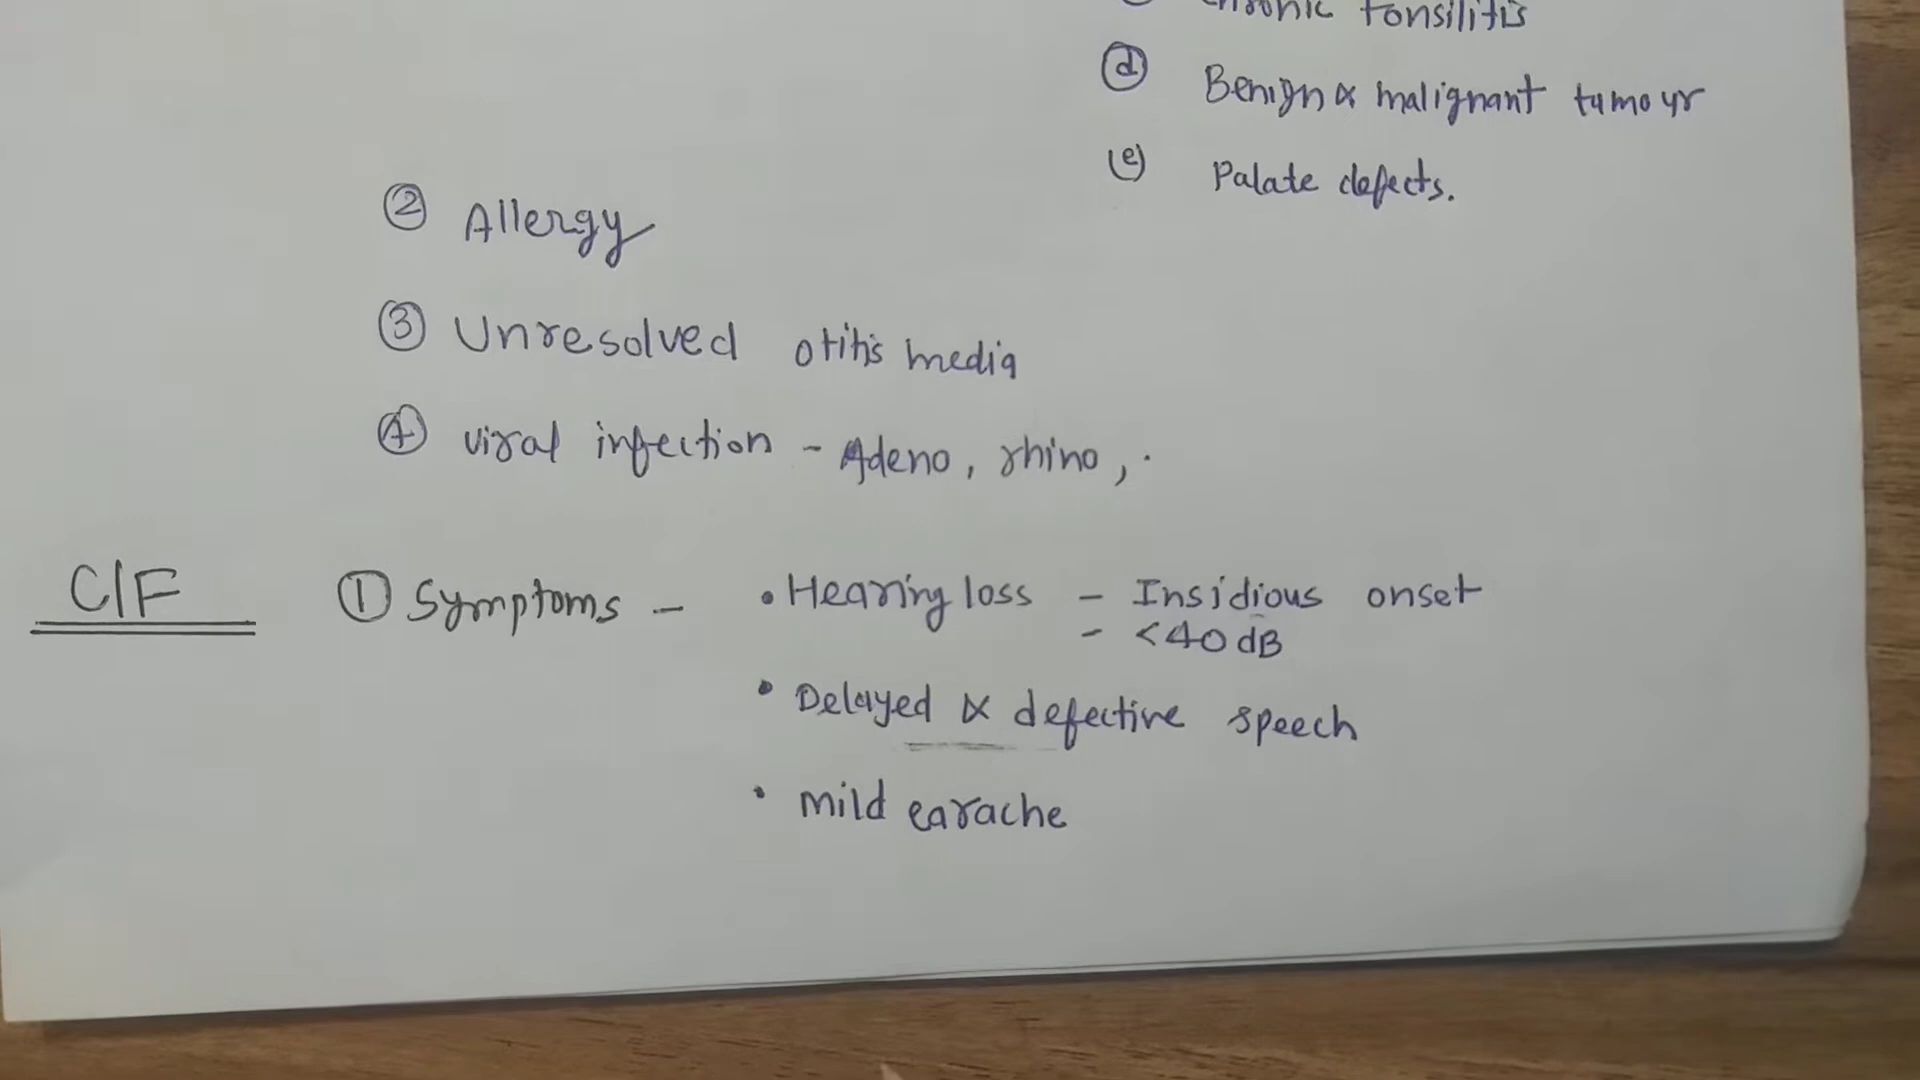 chronic tonsilitis
(d) Benign & malignant tumour
(e) Palate defects.
② Allergy
③ Unresolved otitis media
④ viral infection - Adeno, rhino,
C/F
① Symptoms - • Hearing loss - Insidious onset
- <40 dB
• Delayed & defective speech
• mild earache